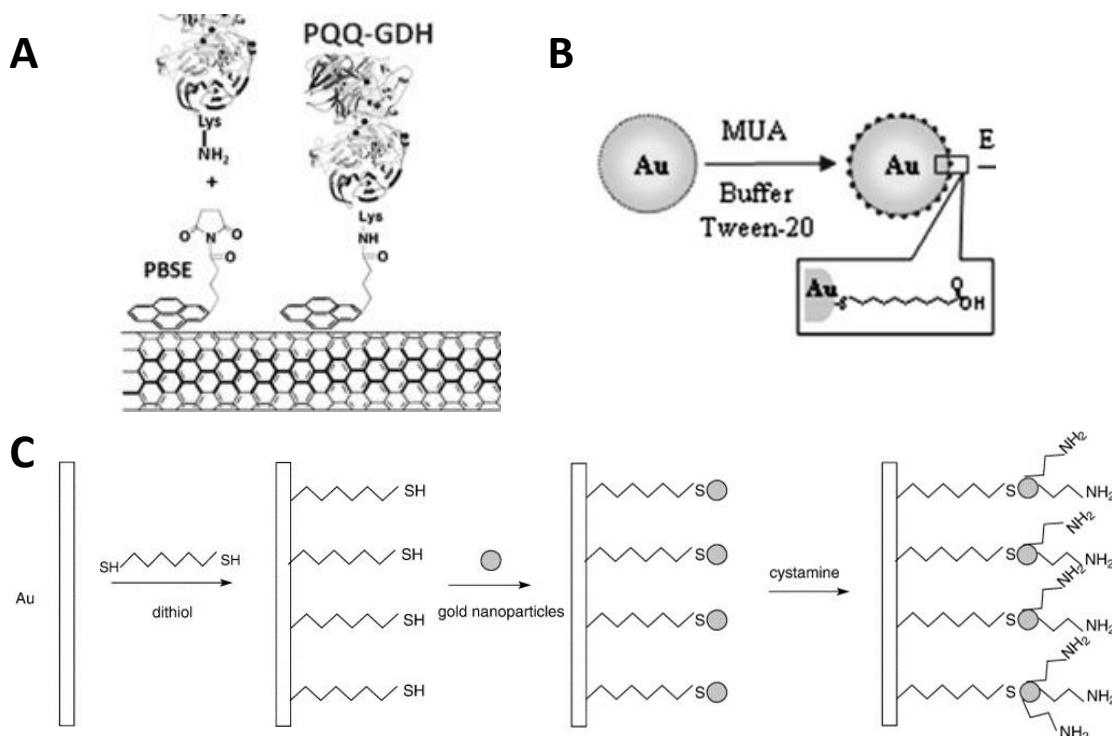 A
PQQ-GDH
Lys
NH2
+
O
N
O
O
PBSE
Lys
NH
O
B
Au
MUA
Buffer
Tween-20
Au
E
Au
-S
O
OH
C
Au
SH
SH
dithiol
SH
SH
SH
SH
gold nanoparticles
S
S
S
S
cystamine
S
NH2
NH2
S
NH2
NH2
S
NH2
NH2
S
NH2
NH2
NH2